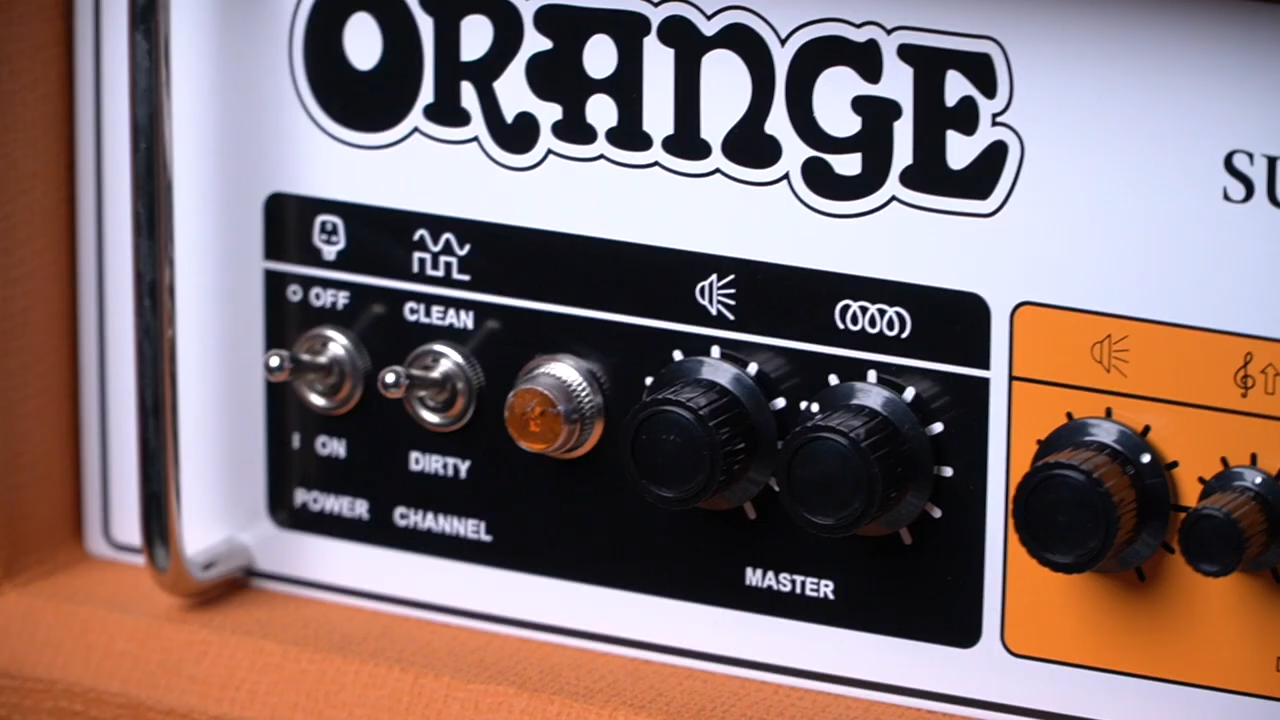 ORANGE
SU
OFF
CLEAN
ON
DIRTY
POWER
CHANNEL
MASTER